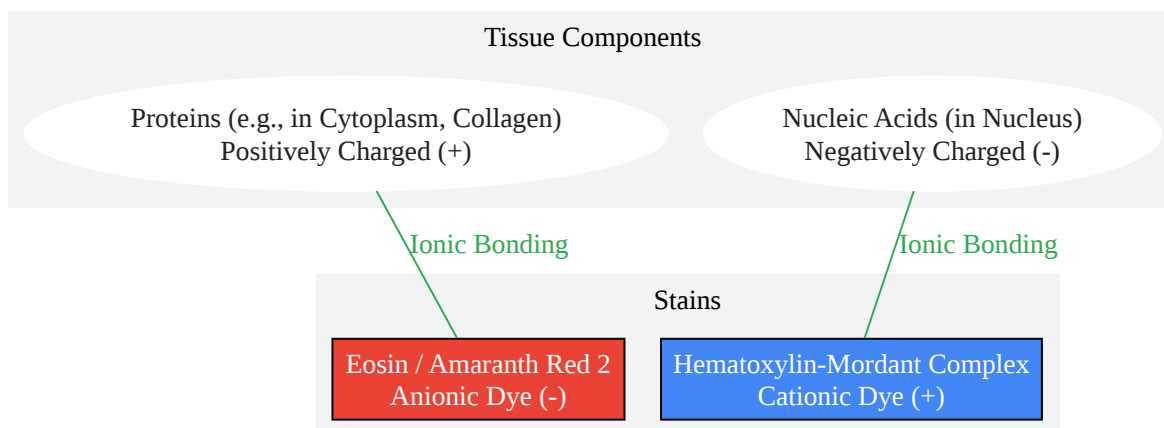 Tissue Components
Proteins (e.g., in Cytoplasm, Collagen)
Positively Charged (+)
Nucleic Acids (in Nucleus)
Negatively Charged (-)
Ionic Bonding
Ionic Bonding
Stains
Eosin / Amaranth Red 2
Anionic Dye (-)
Hematoxylin-Mordant Complex
Cationic Dye (+)